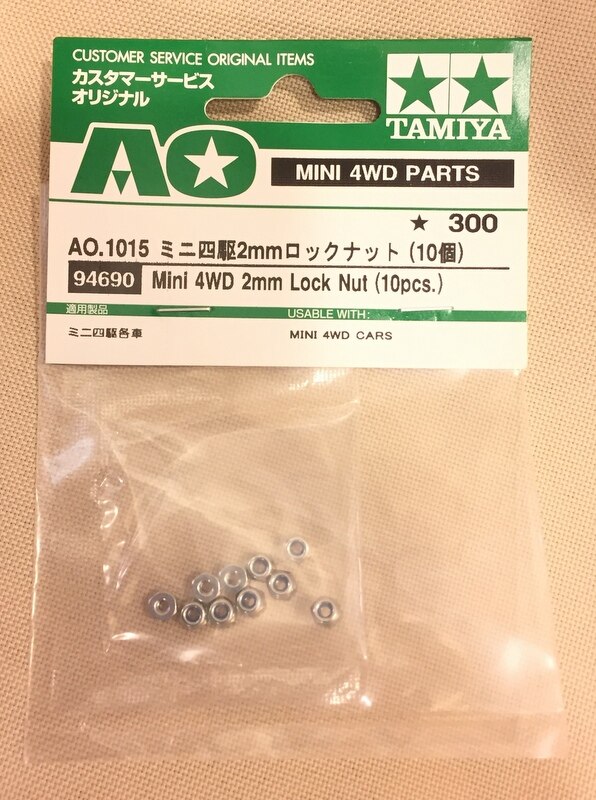 CUSTOMER SERVICE ORIGINAL ITEMS
カスタマーサービス
オリジナル
TAMIYA
AO
MINI 4WD PARTS
★ 300
AO.1015 ミニ四駆2mmロックナット (10個)
94690 Mini 4WD 2mm Lock Nut (10pcs.)
適用製品 USABLE WITH:
ミニ四駆各車 MINI 4WD CARS